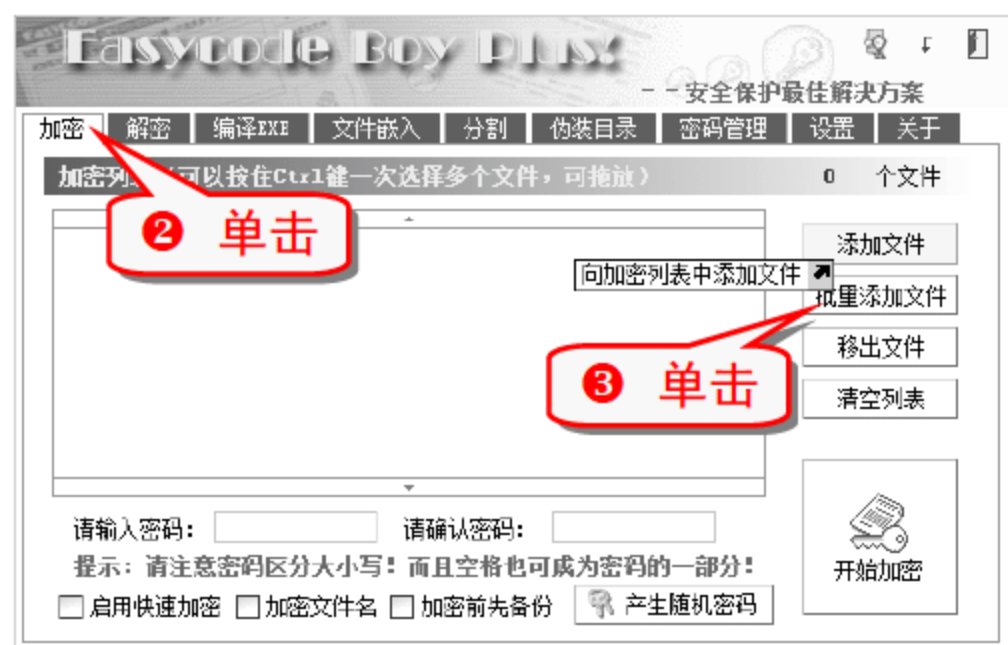 Easycode Boy Plus!
--安全保护最佳解决方案
加密 解密 编译EXE 文件嵌入 分割 伪装目录 密码管理 设置 关于
加密列 可以按住Ctrl键一次选择多个文件，可拖放） 0 个文件
❷ 单击
添加文件
向加密列表中添加文件
批量添加文件
移出文件
❸ 单击
清空列表
请输入密码： 请确认密码：
提示：请注意密码区分大小写！而且空格也可成为密码的一部分！
开始加密
启用快速加密 加密文件名 加密前先备份 产生随机密码